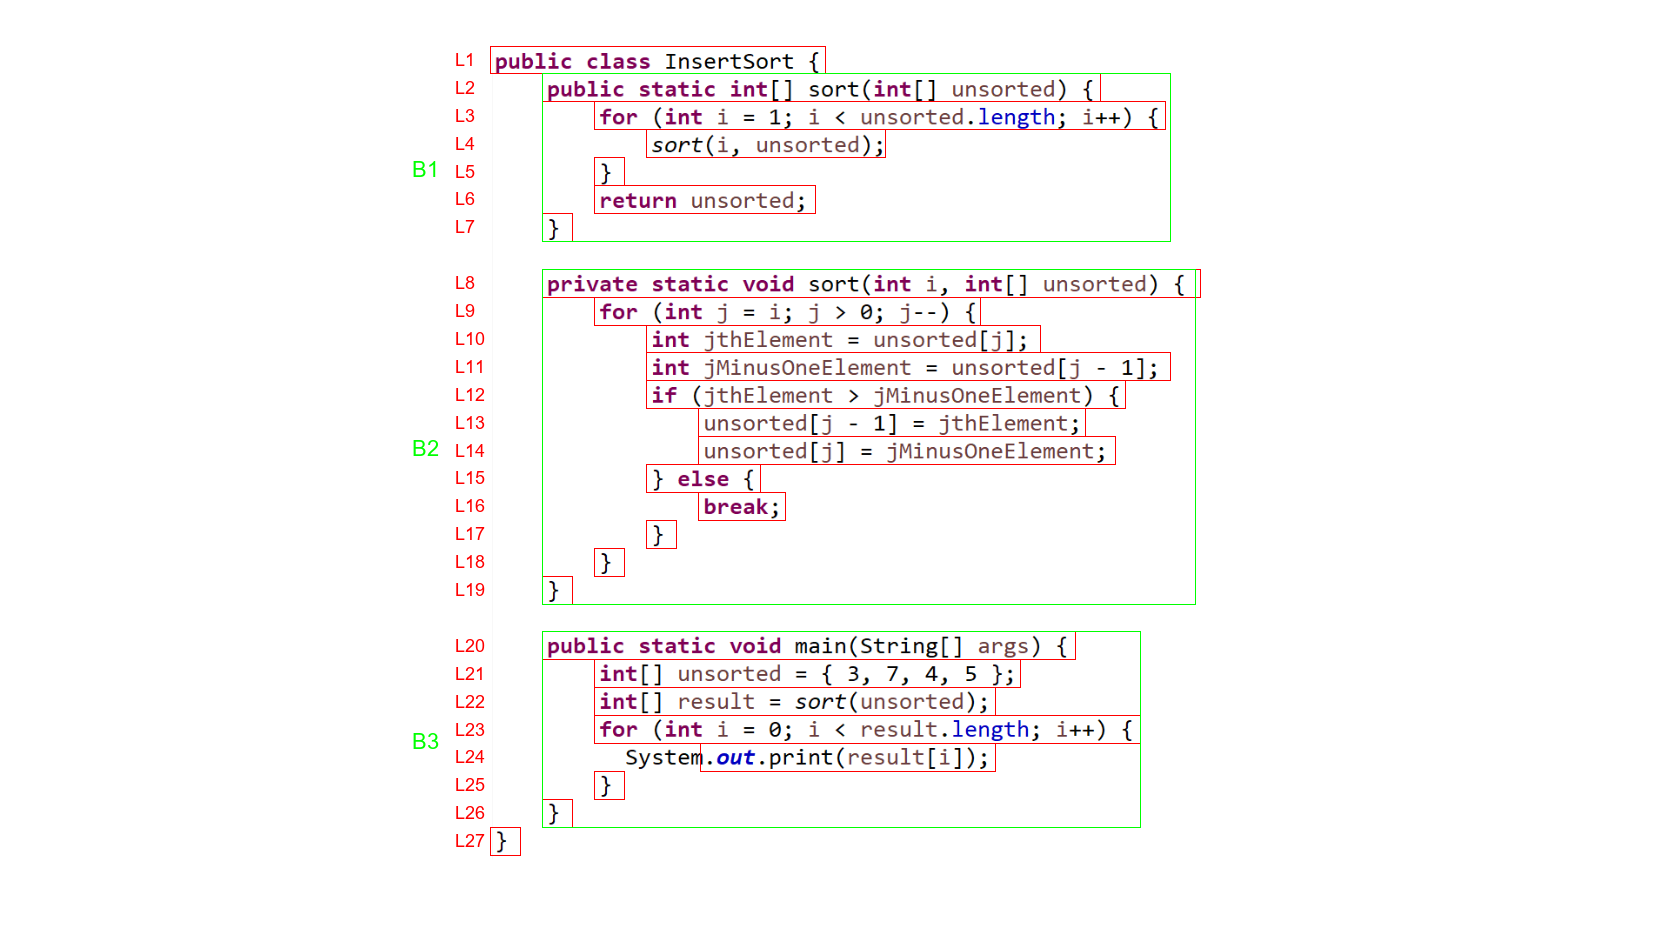 L1 public class InsertSort {
L2 public static int[] sort(int[] unsorted) {
L3 for (int i = 1; i < unsorted.length; i++) {
L4 sort(i, unsorted);
B1 L5 }
L6 return unsorted;
L7 }
L8 private static void sort(int i, int[] unsorted) {
L9 for (int j = i; j > 0; j--) {
L10 int jthElement = unsorted[j];
L11 int jMinusOneElement = unsorted[j - 1];
L12 if (jthElement > jMinusOneElement) {
L13 unsorted[j - 1] = jthElement;
B2 L14 unsorted[j] = jMinusOneElement;
L15 } else {
L16 break;
L17 }
L18 }
L19 }
L20 public static void main(String[] args) {
L21 int[] unsorted = { 3, 7, 4, 5 };
L22 int[] result = sort(unsorted);
B3 L23 for (int i = 0; i < result.length; i++) {
L24 System.out.print(result[i]);
L25 }
L26 }
L27 }